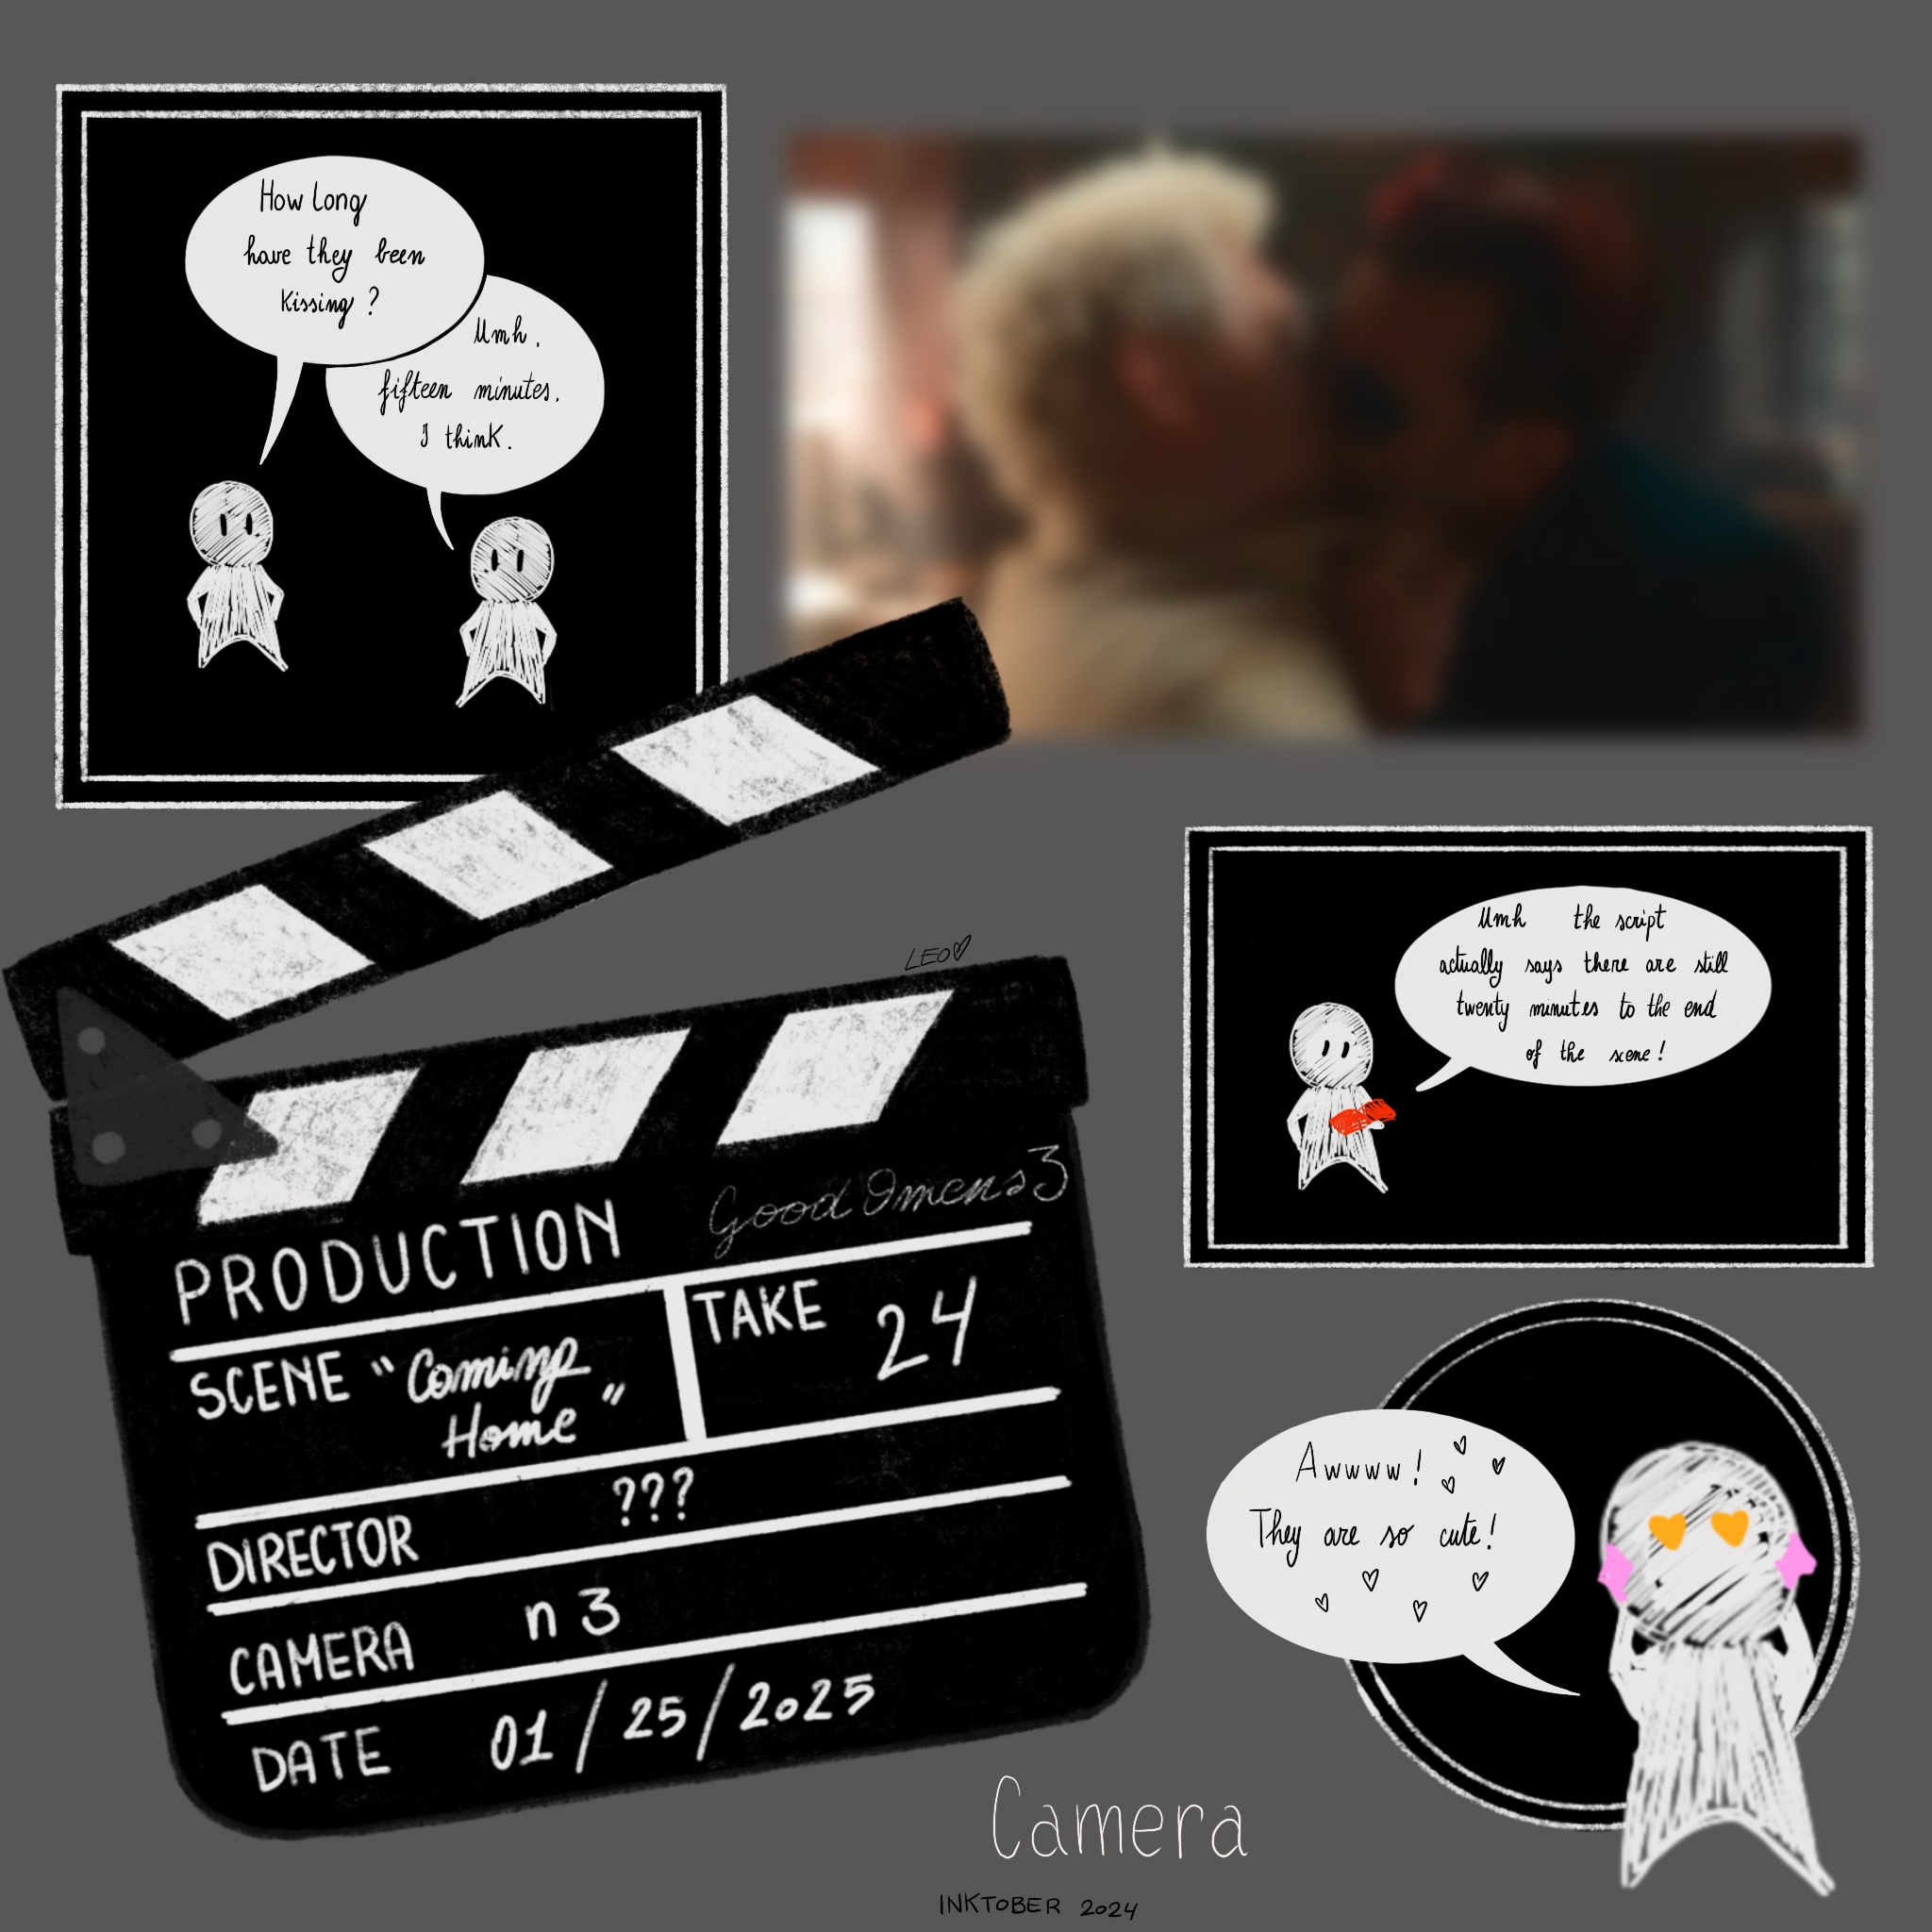 How long
have they been
kissing?
Umh.
fifteen minutes.
I think.
Umh the script
actually says there are still
twenty minutes to the end
of the scene!
LEO♡
PRODUCTION Good Omens 3
SCENE "Coming
Home"
TAKE 24
DIRECTOR ???
CAMERA n 3
DATE 01/25/2025
Awwww!
They are so cute!
Camera
INKTOBER 2024